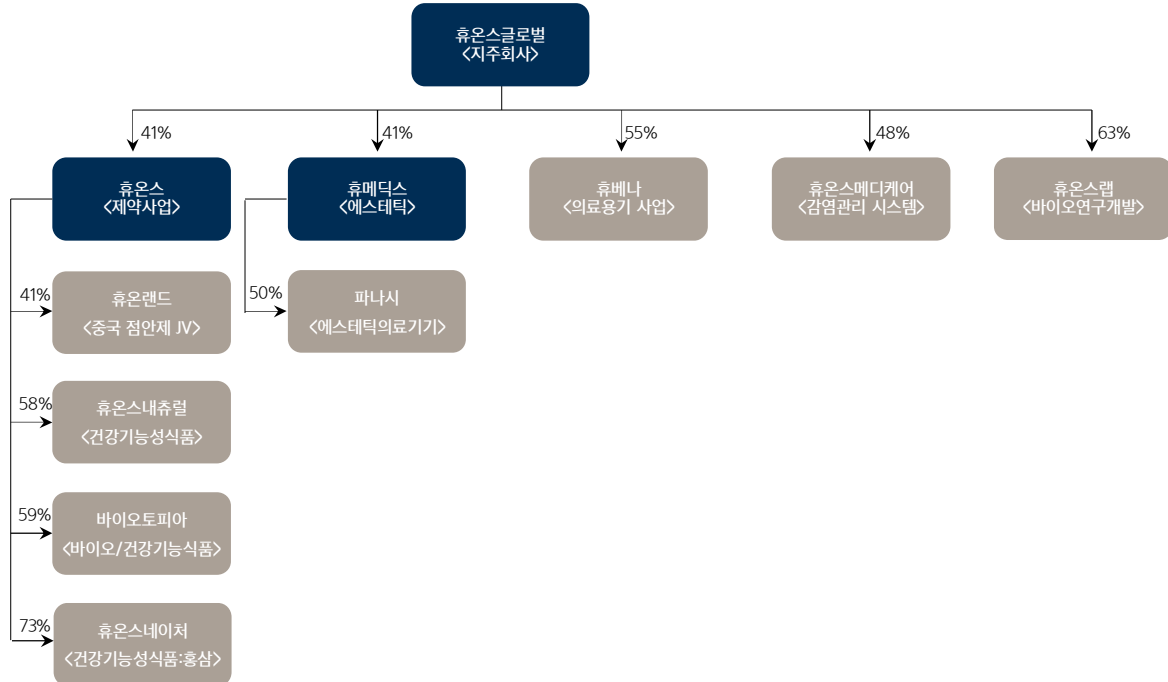 휴온스글로벌
<지주회사>
41%
41%
55%
48%
63%
휴온스
<제약사업>
휴메딕스
<에스테틱>
휴베나
<의료용기 사업>
휴온스메디케어
<감염관리 시스템>
휴온스랩
<바이오연구개발>
41%
휴온랜드
<중국 점안제 JV>
50%
파나시
<에스테틱의료기기>
58%
휴온스내츄럴
<건강기능성식품>
59%
바이오토피아
<바이오/건강기능식품>
73%
휴온스네이처
<건강기능성식품:홍삼>